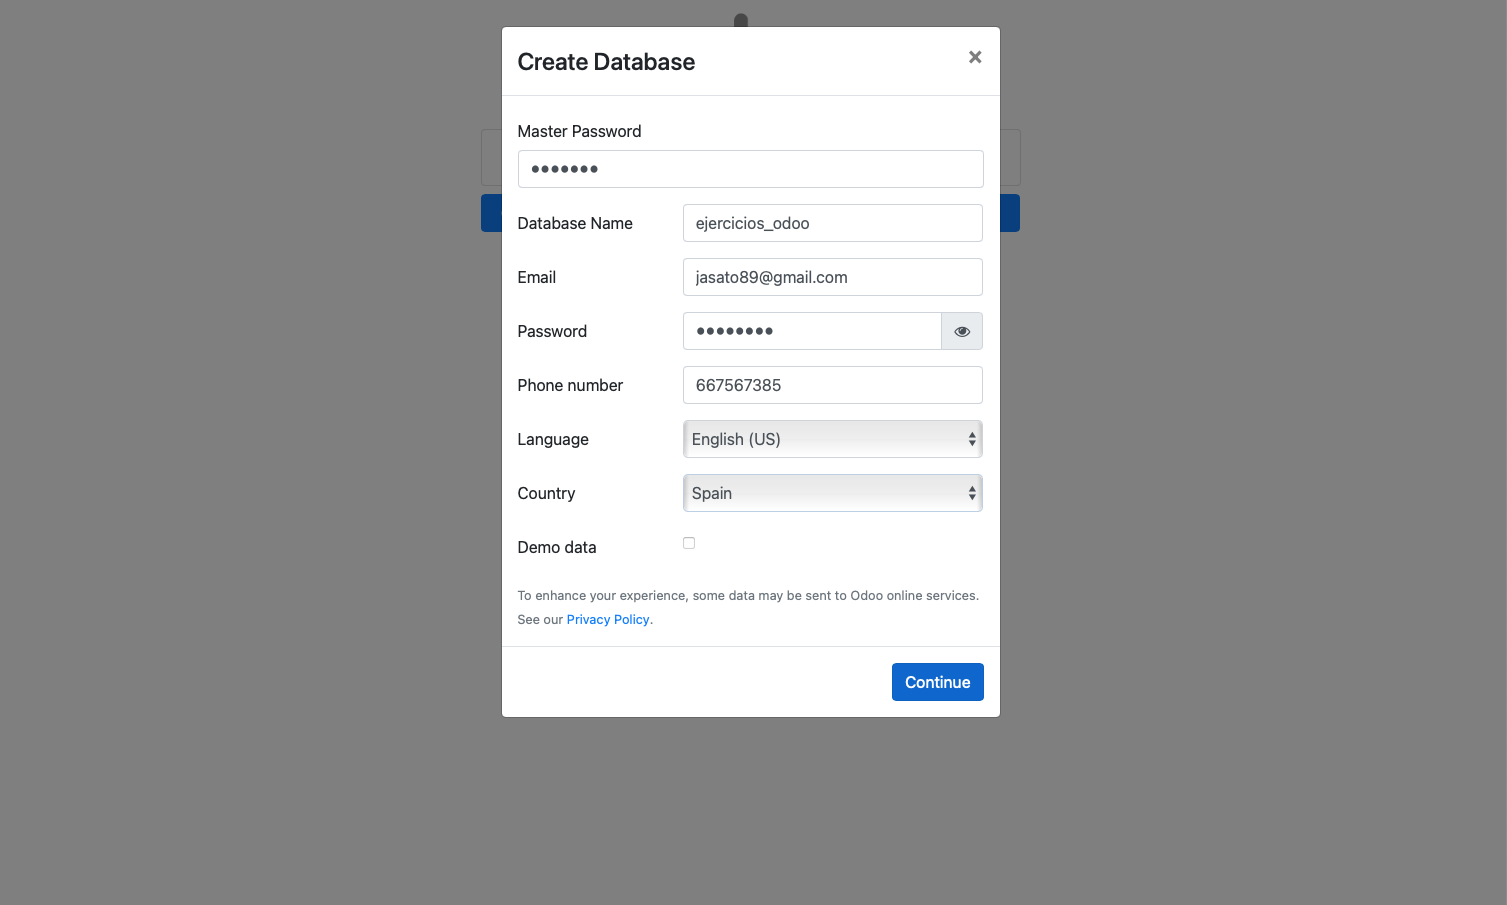 Create Database
×
Master Password
•••••••
Database Name ejercicios_odoo
Email jasato89@gmail.com
Password ••••••••
Phone number 667567385
Language English (US)
Country Spain
Demo data
To enhance your experience, some data may be sent to Odoo online services.
See our Privacy Policy.
Continue